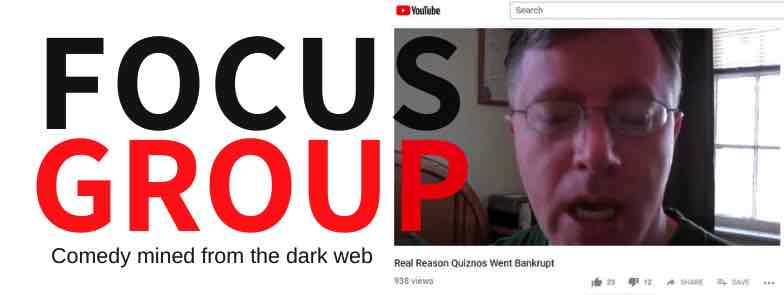 FOCUS
GROUP
Comedy mined from the dark web
YouTube
Search
Real Reason Quiznos Went Bankrupt
938 views
23
12
SHARE
SAVE